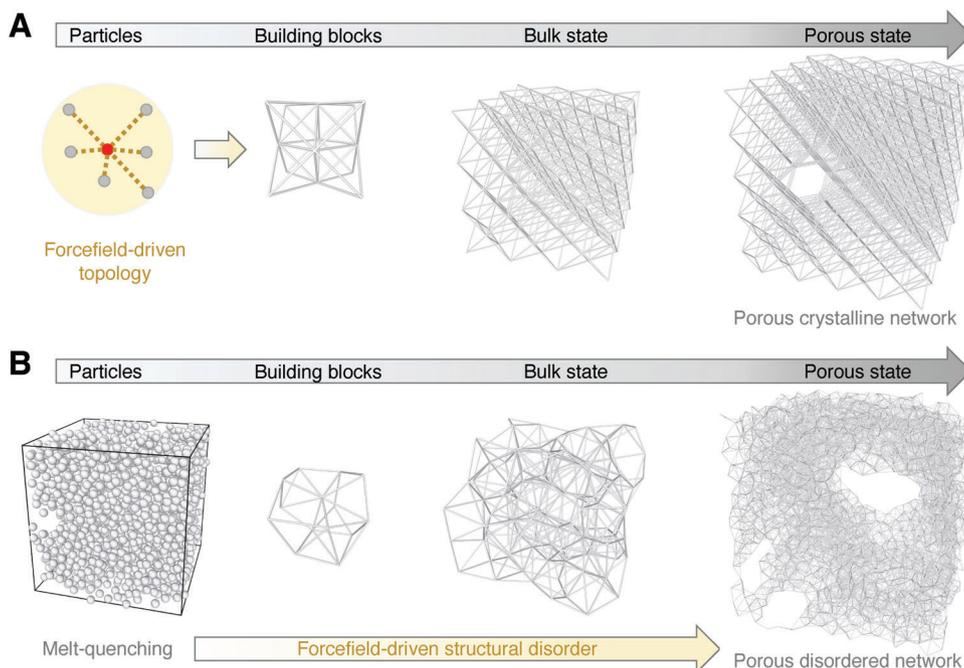 A
Particles
Building blocks
Bulk state
Porous state
Forcefield-driven
topology
Porous crystalline network
B
Particles
Building blocks
Bulk state
Porous state
Melt-quenching
Forcefield-driven structural disorder
Porous disordered network